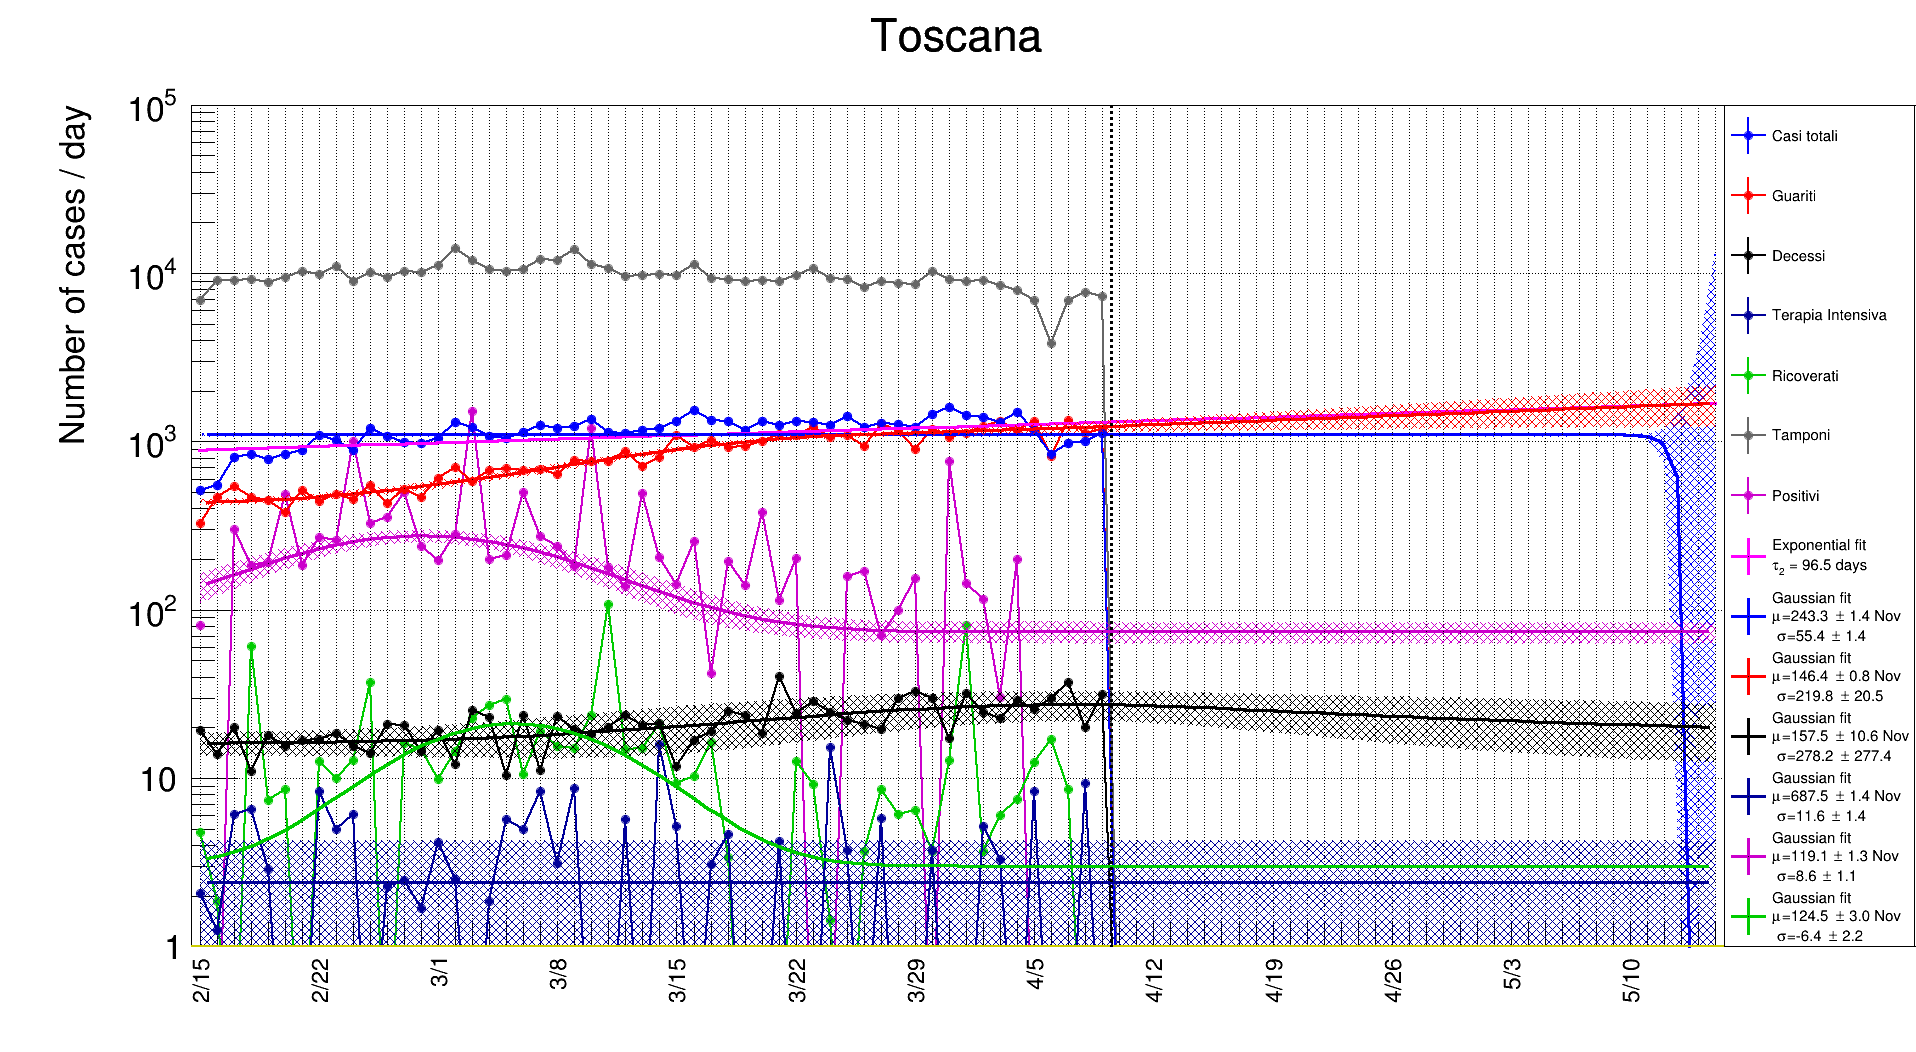 Toscana
Number of cases / day
10^5
10^4
10^3
10^2
10
1
2/15
2/22
3/1
3/8
3/15
3/22
3/29
4/5
4/12
4/19
4/26
5/3
5/10
Casi totali
Guariti
Decessi
Terapia Intensiva
Ricoverati
Tamponi
Positivi
Exponential fit
τ₂ = 96.5 days
Gaussian fit
μ=243.3 ± 1.4 Nov
σ=55.4 ± 1.4
Gaussian fit
μ=146.4 ± 0.8 Nov
σ=219.8 ± 20.5
Gaussian fit
μ=157.5 ± 10.6 Nov
σ=278.2 ± 277.4
Gaussian fit
μ=687.5 ± 1.4 Nov
σ=11.6 ± 1.4
Gaussian fit
μ=119.1 ± 1.3 Nov
σ=8.6 ± 1.1
Gaussian fit
μ=124.5 ± 3.0 Nov
σ=-6.4 ± 2.2